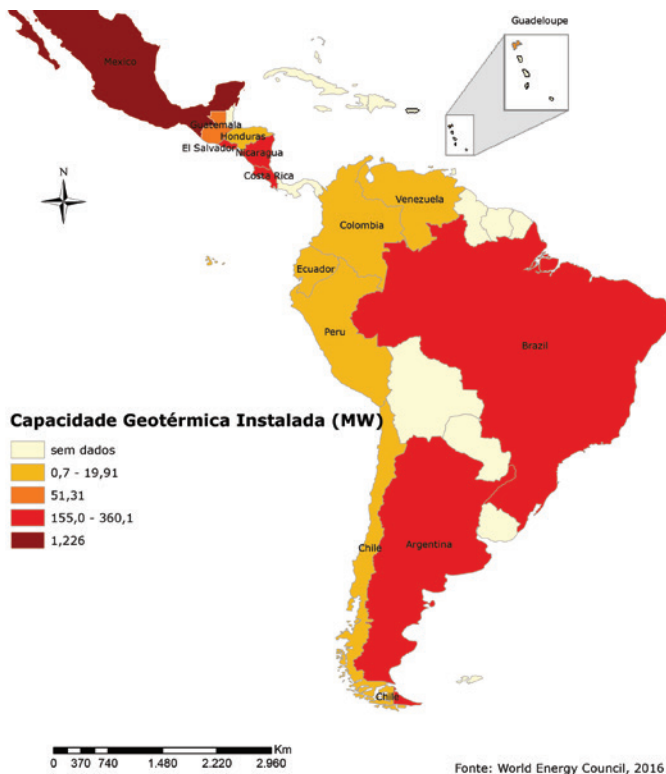 Guadeloupe
Mexico
Guatemala
Honduras
El Salvador
Nicaragua
Costa Rica
N
Venezuela
Colombia
Ecuador
Peru
Brazil
Capacidade Geotérmica Instalada (MW)
sem dados
0,7 - 19,91
51,31
155,0 - 360,1
1,226
Argentina
Chile
Chile
Km
0 370 740 1.480 2.220 2.960
Fonte: World Energy Council, 2016